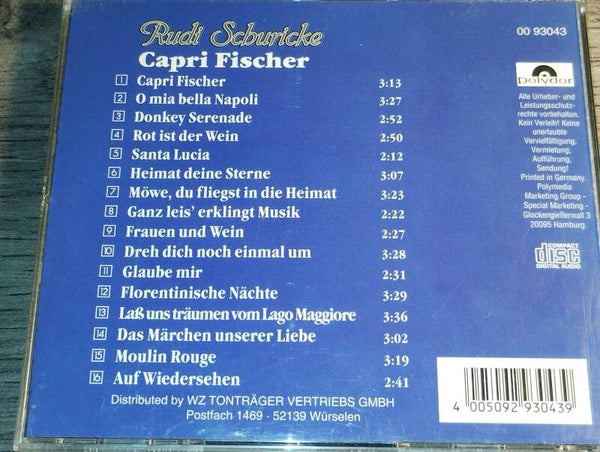 Rudi Schuricke
Capri Fischer
00 93043
1 Capri Fischer 3:13
2 O mia bella Napoli 3:27
3 Donkey Serenade 2:52
4 Rot ist der Wein 2:50
5 Santa Lucia 2:12
6 Heimat deine Sterne 3:07
7 Möwe, du fliegst in die Heimat 3:23
8 Ganz leis' erklingt Musik 2:22
9 Frauen und Wein 2:27
10 Dreh dich noch einmal um 3:28
11 Glaube mir 2:31
12 Florentinische Nächte 3:29
13 Laß uns träumen vom Lago Maggiore 3:36
14 Das Märchen unserer Liebe 3:02
15 Moulin Rouge 3:19
16 Auf Wiedersehen 2:41
Distributed by WZ TONTRÄGER VERTRIEBS GMBH
Postfach 1469 · 52139 Würselen
polydor
Alle Urheber- und
Leistungsschutz-
rechte vorbehalten.
Kein Verleih! Keine
unerlaubte
Vervielfältigung,
Vermietung,
Aufführung,
Sendung!
Printed in Germany.
Polymedia
Marketing Group -
Special Marketing -
Glockengießerwall 3
20095 Hamburg
COMPACT
disc
DIGITAL AUDIO
4 005092 930439